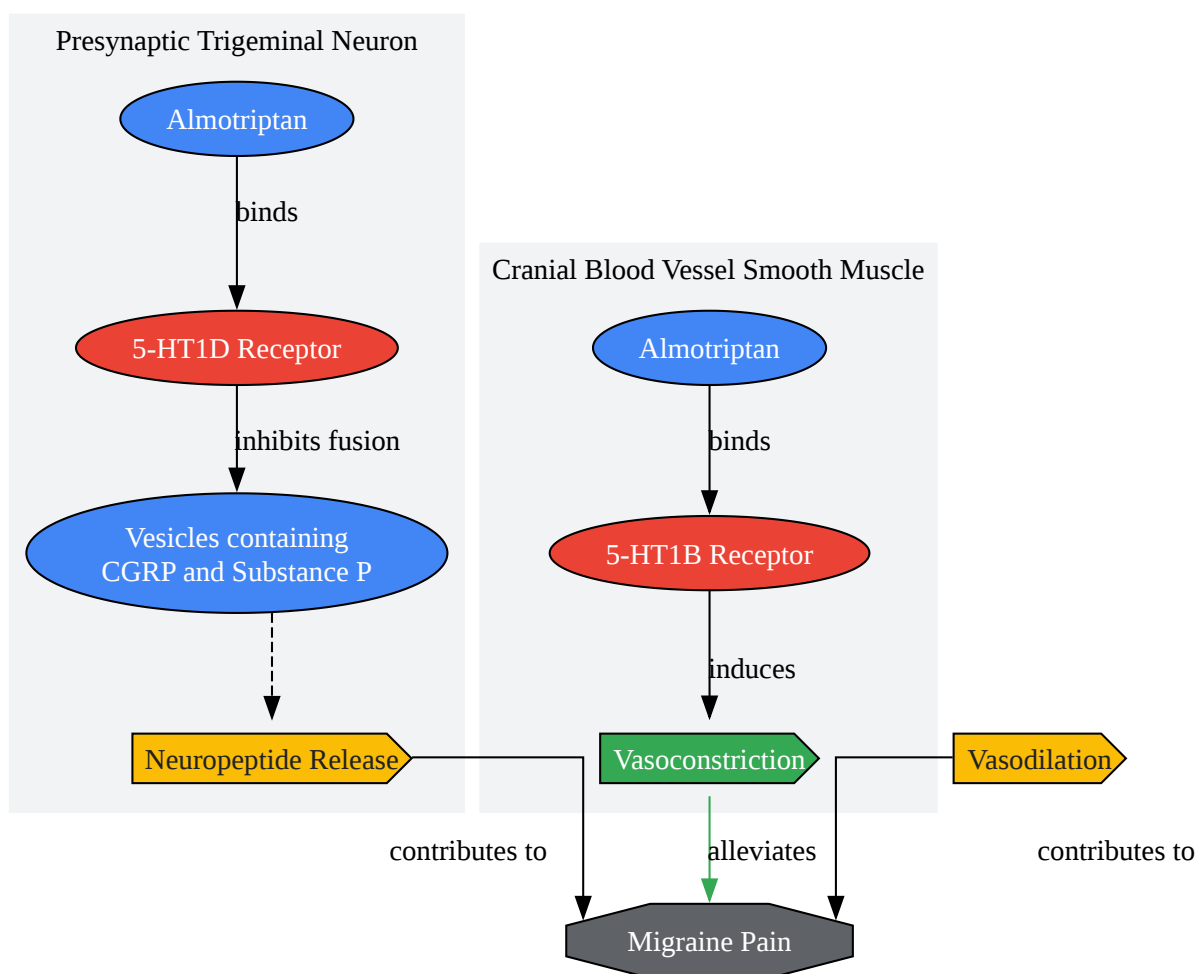 Presynaptic Trigeminal Neuron
Almotriptan
binds
5-HT1D Receptor
inhibits fusion
Vesicles containing
CGRP and Substance P
Neuropeptide Release
contributes to
Cranial Blood Vessel Smooth Muscle
Almotriptan
binds
5-HT1B Receptor
induces
Vasoconstriction
alleviates
Vasodilation
contributes to
Migraine Pain